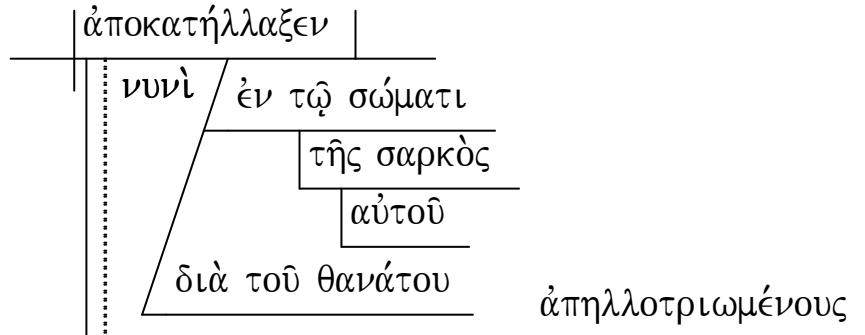 ἀποκατήλλαξεν
νυνὶ
ἐν τῷ σώματι
τῆς σαρκὸς
αὐτοῦ
διὰ τοῦ θανάτου
ἀπηλλοτριωμένους